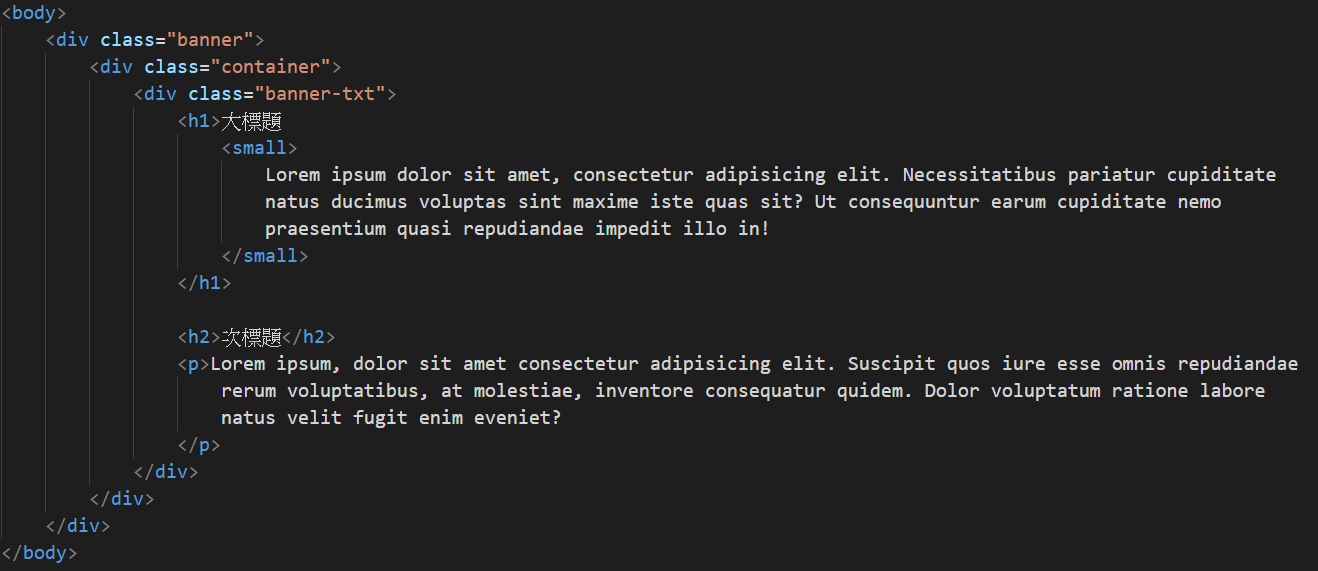 <body>
<div class="banner">
<div class="container">
<div class="banner-txt">
<h1>大標題
<small>
Lorem ipsum dolor sit amet, consectetur adipisicing elit. Necessitatibus pariatur cupiditate
natus ducimus voluptas sint maxime iste quas sit? Ut consequuntur earum cupiditate nemo
praesentium quasi repudiandae impedit illo in!
</small>
</h1>
<h2>次標題</h2>
<p>Lorem ipsum, dolor sit amet consectetur adipisicing elit. Suscipit quos iure esse omnis repudiandae
rerum voluptatibus, at molestiae, inventore consequatur quidem. Dolor voluptatum ratione labore
natus velit fugit enim eveniet?
</p>
</div>
</div>
</div>
</body>